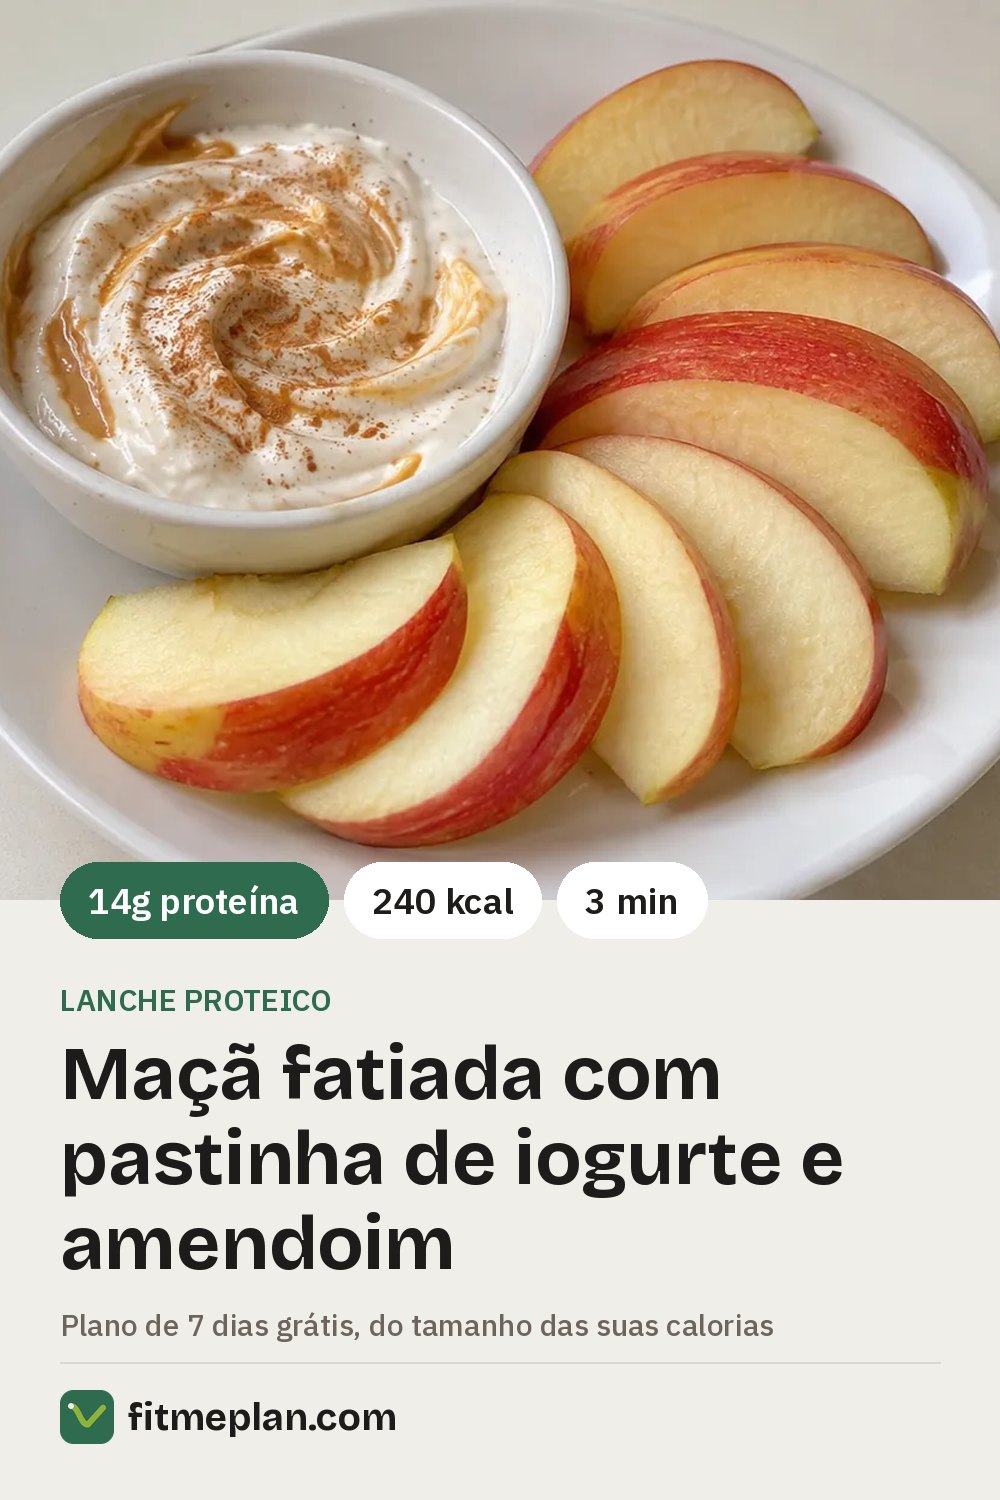 14g proteína
240 kcal
3 min
LANCHE PROTEICO
Maçã fatiada com
pastinha de iogurte e
amendoim
Plano de 7 dias grátis, do tamanho das suas calorias
fitmeplan.com